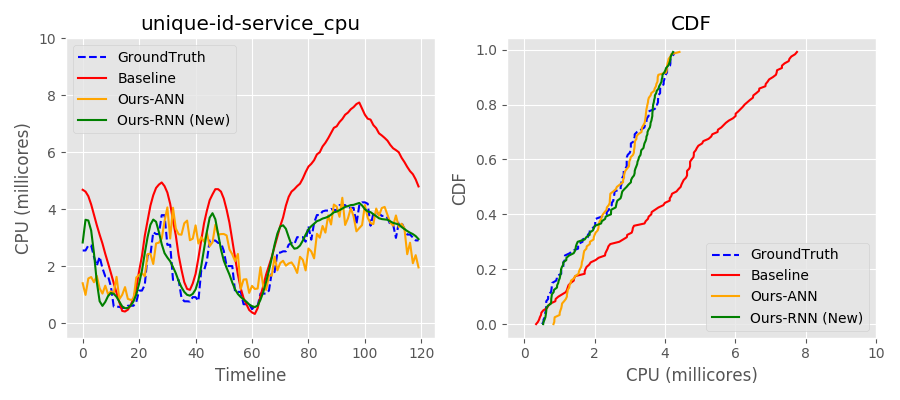 unique-id-service_cpu
CPU (millicores)
10
8
6
4
2
0
GroundTruth
Baseline
Ours-ANN
Ours-RNN (New)
0 20 40 60 80 100 120
Timeline
CDF
CDF
1.0
0.8
0.6
0.4
0.2
0.0
GroundTruth
Baseline
Ours-ANN
Ours-RNN (New)
0 2 4 6 8 10
CPU (millicores)